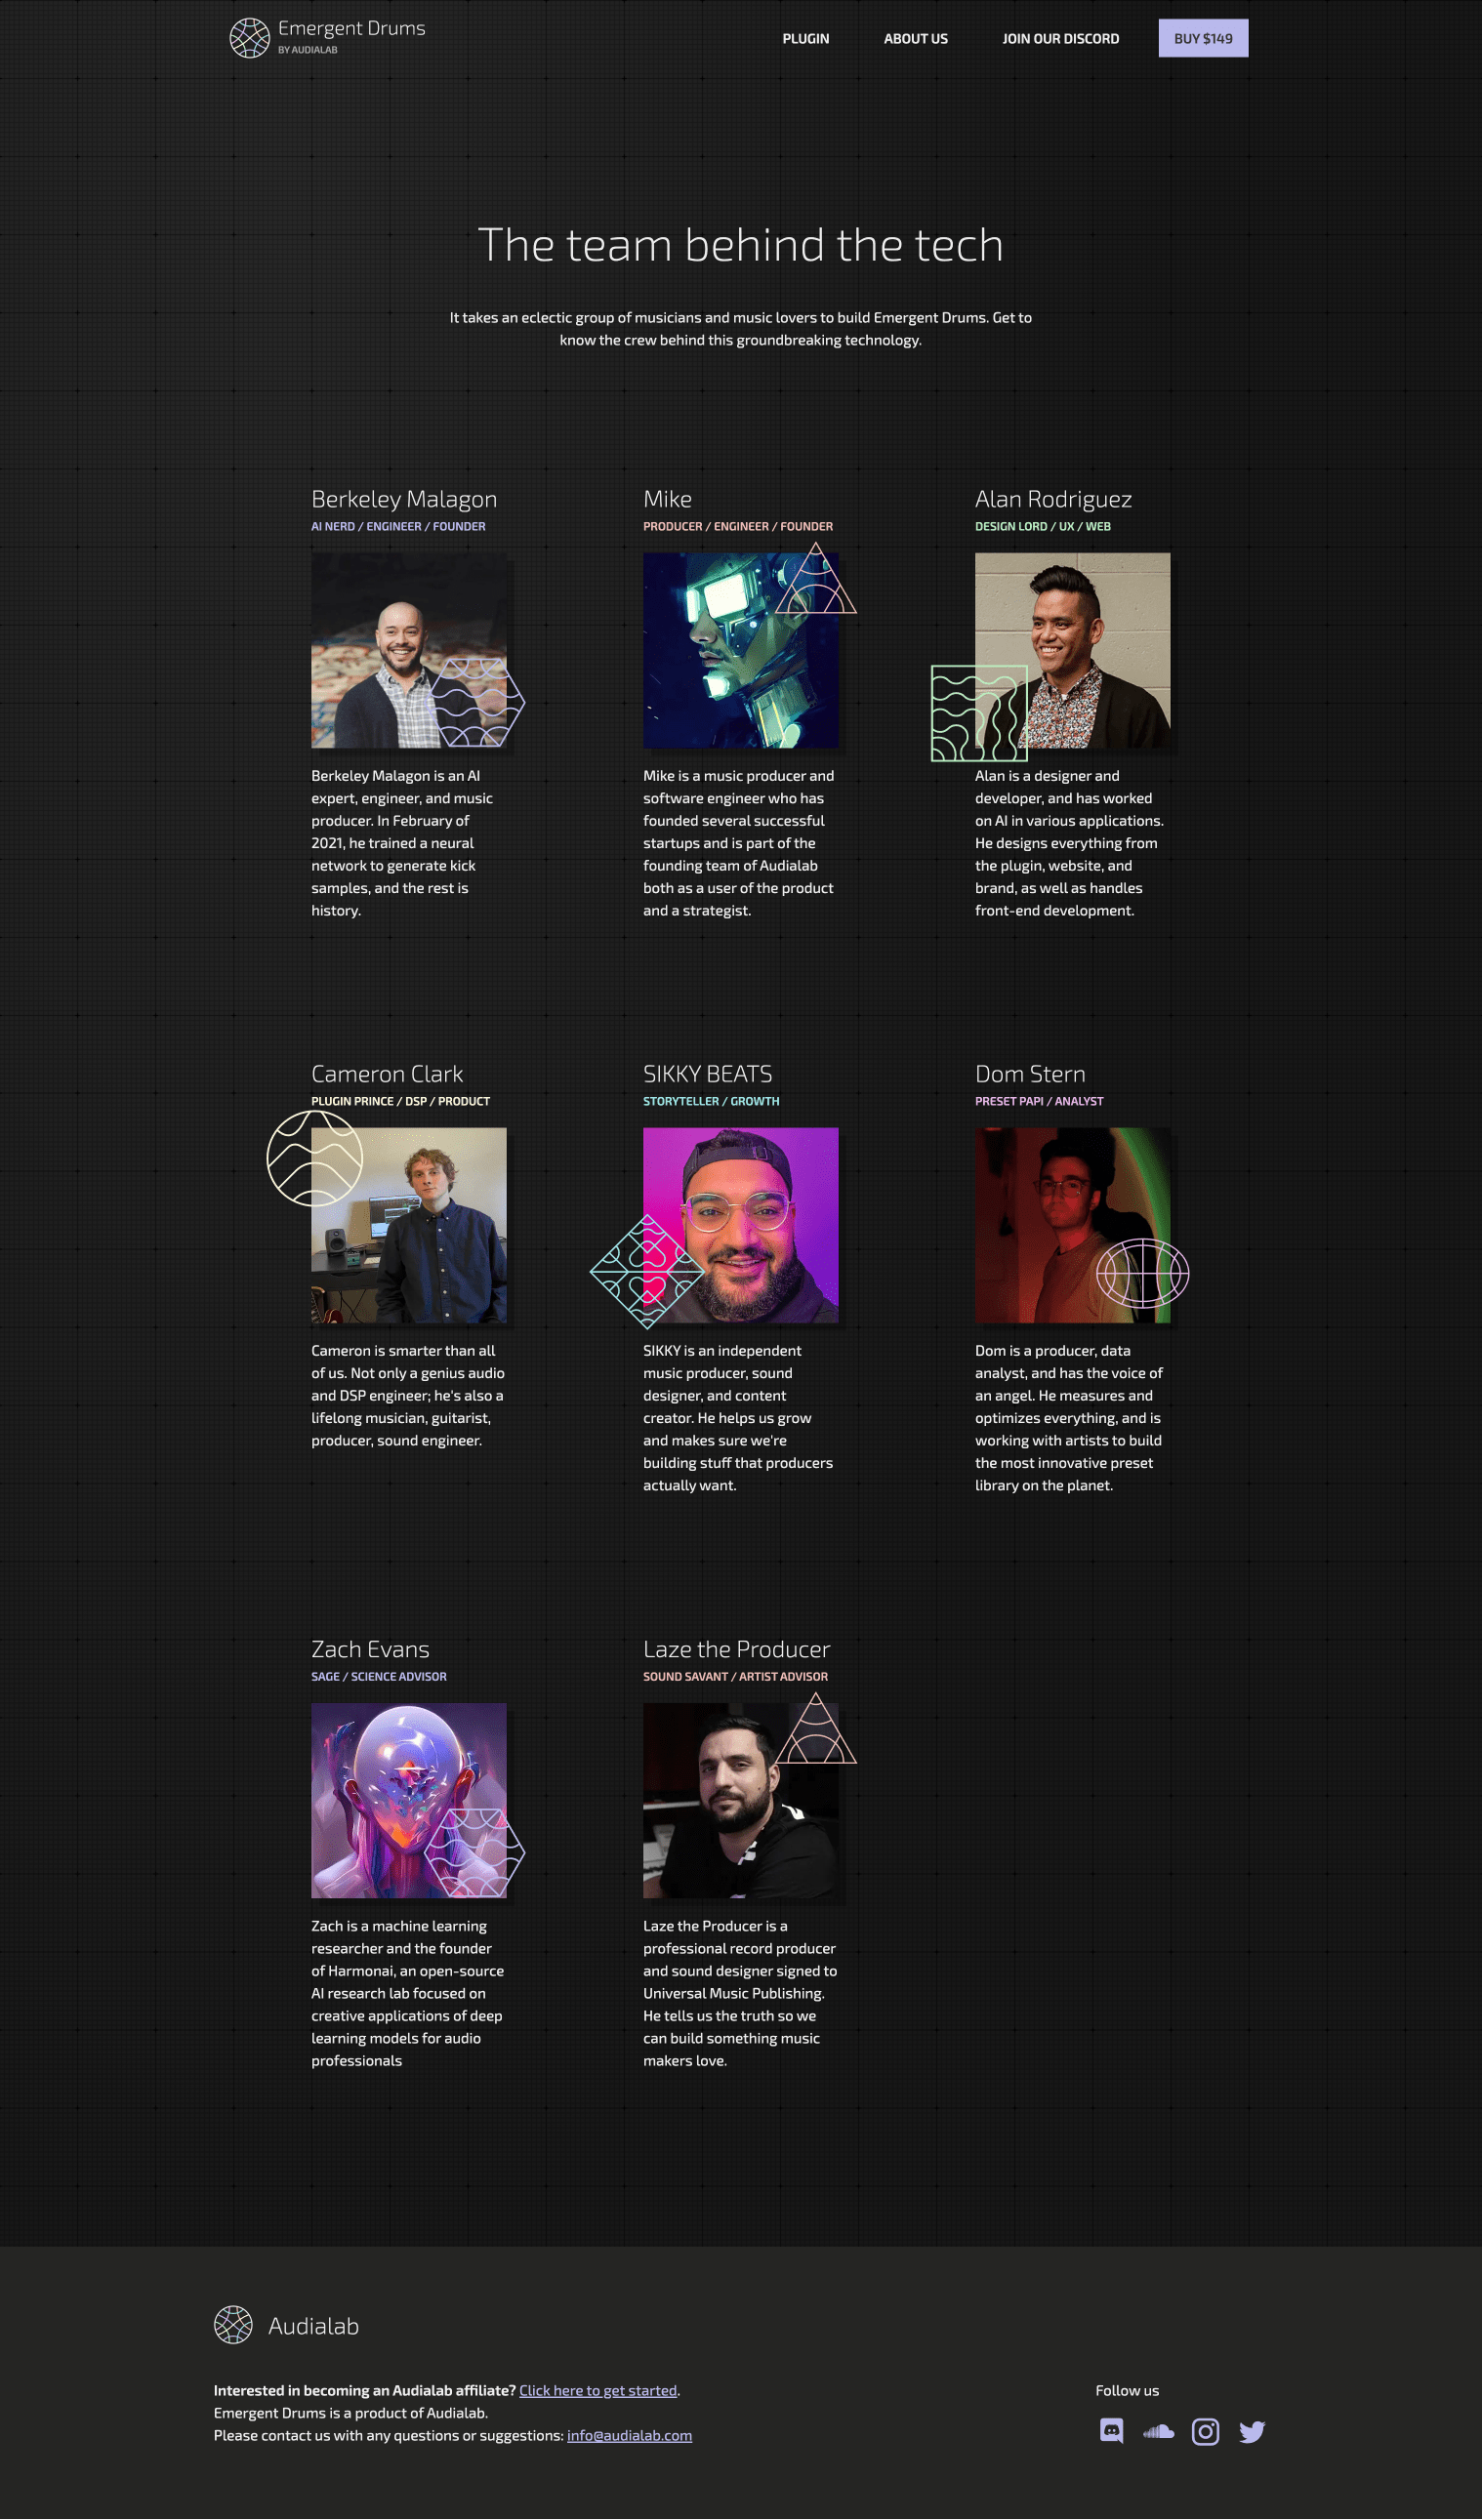 Emergent Drums
BY AUDIALAB
PLUGIN
ABOUT US
JOIN OUR DISCORD
BUY $149
The team behind the tech
It takes an eclectic group of musicians and music lovers to build Emergent Drums. Get to
know the crew behind this groundbreaking technology.
Berkeley Malagon
AI NERD / ENGINEER / FOUNDER
Berkeley Malagon is an AI
expert, engineer, and music
producer. In February of
2021, he trained a neural
network to generate kick
samples, and the rest is
history.
Mike
PRODUCER / ENGINEER / FOUNDER
Mike is a music producer and
software engineer who has
founded several successful
startups and is part of the
founding team of Audialab
both as a user of the product
and a strategist.
Alan Rodriguez
DESIGN LORD / UX / WEB
Alan is a designer and
developer, and has worked
on AI in various applications.
He designs everything from
the plugin, website, and
brand, as well as handles
front-end development.
Cameron Clark
PLUGIN PRINCE / DSP / PRODUCT
Cameron is smarter than all
of us. Not only a genius audio
and DSP engineer; he's also a
lifelong musician, guitarist,
producer, sound engineer.
SIKKY BEATS
STORYTELLER / GROWTH
SIKKY is an independent
music producer, sound
designer, and content
creator. He helps us grow
and makes sure we're
building stuff that producers
actually want.
Dom Stern
PRESET PAPI / ANALYST
Dom is a producer, data
analyst, and has the voice of
an angel. He measures and
optimizes everything, and is
working with artists to build
the most innovative preset
library on the planet.
Zach Evans
SAGE / SCIENCE ADVISOR
Zach is a machine learning
researcher and the founder
of Harmonai, an open-source
AI research lab focused on
creative applications of deep
learning models for audio
professionals
Laze the Producer
SOUND SAVANT / ARTIST ADVISOR
Laze the Producer is a
professional record producer
and sound designer signed to
Universal Music Publishing.
He tells us the truth so we
can build something music
makers love.
Audialab
Interested in becoming an Audialab affiliate? Click here to get started.
Emergent Drums is a product of Audialab.
Please contact us with any questions or suggestions: info@audialab.com
Follow us